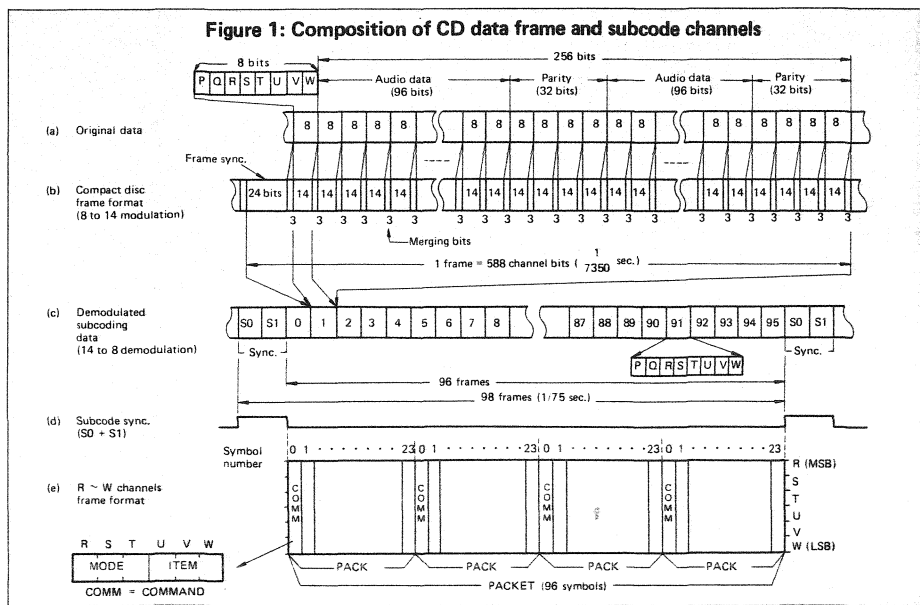 Figure 1: Composition of CD data frame and subcode channels
8 bits
256 bits
P Q R S T U V W
Audio data (96 bits)
Parity (32 bits)
Audio data (96 bits)
Parity (32 bits)
(a) Original data
8 8 8 8 8 8 8 8 8 8 8 8 8 8 8 8 8 8 8
Frame sync.
(b) Compact disc frame format (8 to 14 modulation)
24 bits 14 14 14 14 14 14 14 14 14 14 14 14 14 14 14 14 14 14 14
3 3 3 3 3 3 3 3 3 3 3 3 3 3 3 3 3 3 3 3
Merging bits
1 frame = 588 channel bits ( 1/7350 sec.)
(c) Demodulated subcoding data (14 to 8 demodulation)
S0 S1 0 1 2 3 4 5 6 7 8 87 88 89 90 91 92 93 94 95 S0 S1
Sync.
Sync.
P Q R S T U V W
96 frames
98 frames (1/75 sec.)
(d) Subcode sync. (S0 + S1)
Symbol number
0 1 · · · · · · 23 0 1 · · · · · · 23 0 1 · · · · · · 23 0 1 · · · · · · 23
(e) R ~ W channels frame format
COMM COMM COMM COMM
R (MSB)
S
T
U
V
W (LSB)
R S T U V W
MODE ITEM
COMM = COMMAND
PACK PACK PACK PACK
PACKET (96 symbols)